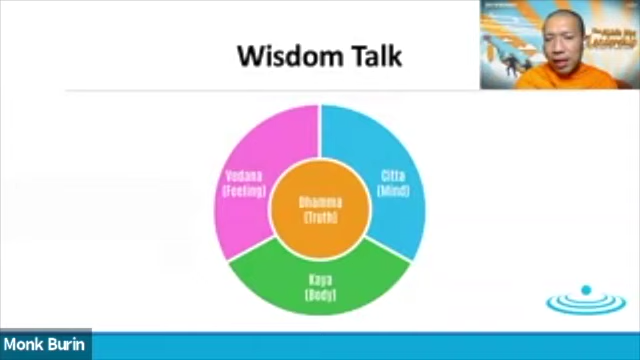 Wisdom Talk
Vedana
(Feeling)
Citta
(Mind)
Dhamma
(Truth)
Kaya
(Body)
Monk Burin